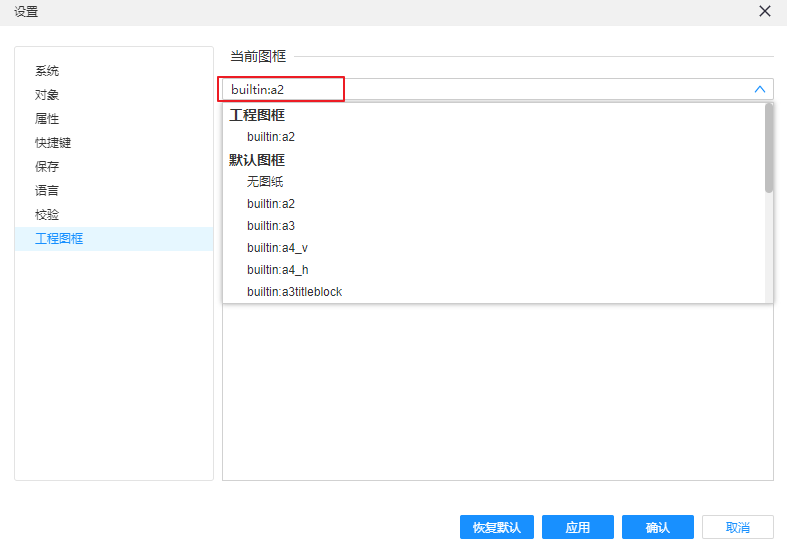 设置
系统
对象
属性
快捷键
保存
语言
校验
工程图框
当前图框
builtin:a2
工程图框
builtin:a2
默认图框
无图纸
builtin:a2
builtin:a3
builtin:a4_v
builtin:a4_h
builtin:a3titleblock
恢复默认 应用 确认 取消